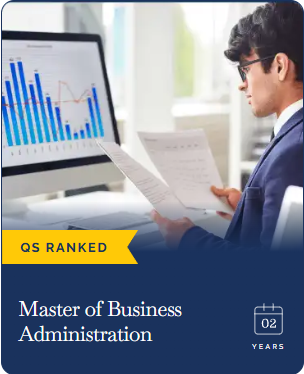 QS RANKED
Master of Business
Administration
02
YEARS